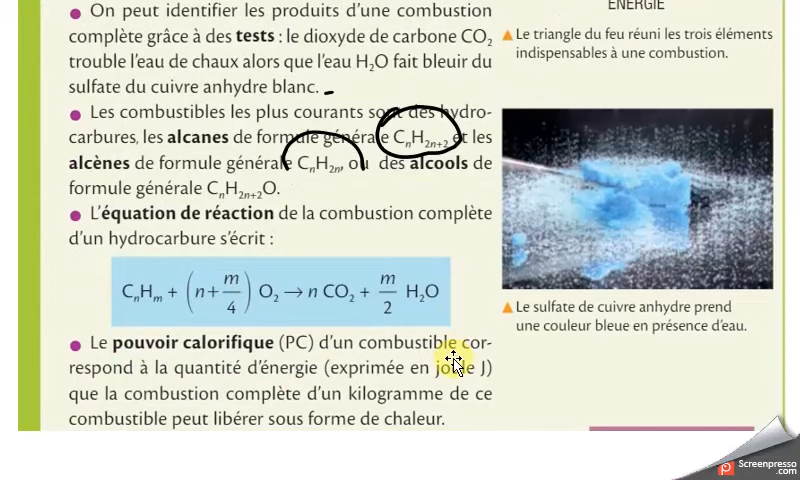 ● On peut identifier les produits d'une combustion
complète grâce à des tests : le dioxyde de carbone CO₂
trouble l'eau de chaux alors que l'eau H₂O fait bleuir du
sulfate du cuivre anhydre blanc.
● Les combustibles les plus courants sont des hydro-
carbures, les alcanes de formule générale CₙH₂ₙ₊₂ et les
alcènes de formule générale CₙH₂ₙ, ou des alcools de
formule générale CₙH₂ₙ₊₂O.
● L'équation de réaction de la combustion complète
d'un hydrocarbure s'écrit :
CₙHₘ + (n + m/4) O₂ → n CO₂ + m/2 H₂O
● Le pouvoir calorifique (PC) d'un combustible cor-
respond à la quantité d'énergie (exprimée en joule J)
que la combustion complète d'un kilogramme de ce
combustible peut libérer sous forme de chaleur.
ÉNERGIE
▲ Le triangle du feu réuni les trois éléments
indispensables à une combustion.
▲ Le sulfate de cuivre anhydre prend
une couleur bleue en présence d'eau.
Screenpresso
.com